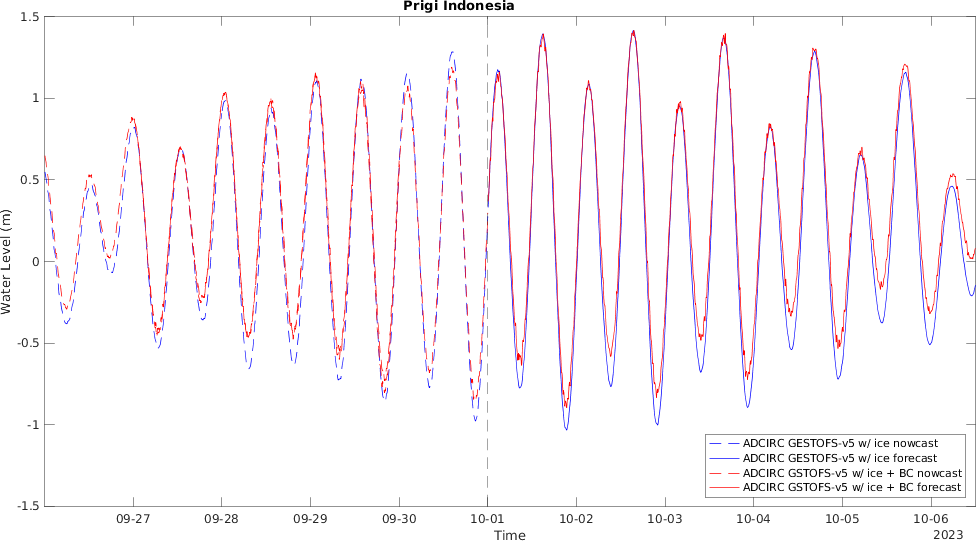 Prigi Indonesia
1.5
1
0.5
0
-0.5
-1
-1.5
Water Level (m)
ADCIRC GESTOFS-v5 w/ ice nowcast
ADCIRC GESTOFS-v5 w/ ice forecast
ADCIRC GSTOFS-v5 w/ ice + BC nowcast
ADCIRC GSTOFS-v5 w/ ice + BC forecast
09-27 09-28 09-29 09-30 10-01 10-02 10-03 10-04 10-05 10-06
Time
2023